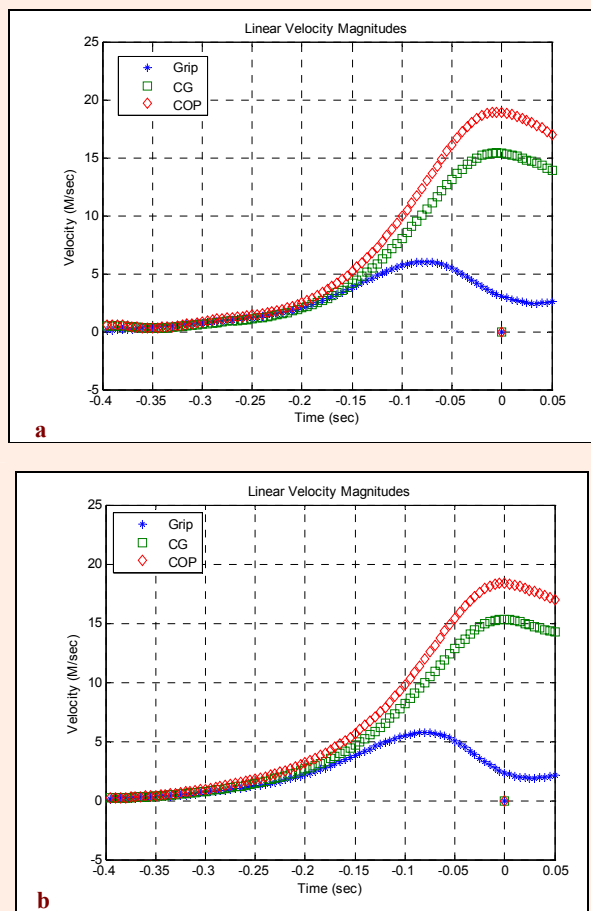 Linear Velocity Magnitudes
25
20
15
10
5
0
-5
Velocity (M/sec)
Grip
CG
COP
-0.4 -0.35 -0.3 -0.25 -0.2 -0.15 -0.1 -0.05 0 0.05
Time (sec)
a
Linear Velocity Magnitudes
25
20
15
10
5
0
-5
Velocity (M/sec)
Grip
CG
COP
-0.4 -0.35 -0.3 -0.25 -0.2 -0.15 -0.1 -0.05 0 0.05
Time (sec)
b